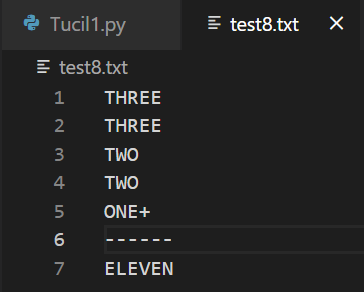 Tucil1.py
test8.txt ×
test8.txt
1 THREE
2 THREE
3 TWO
4 TWO
5 ONE+
6 ------
7 ELEVEN